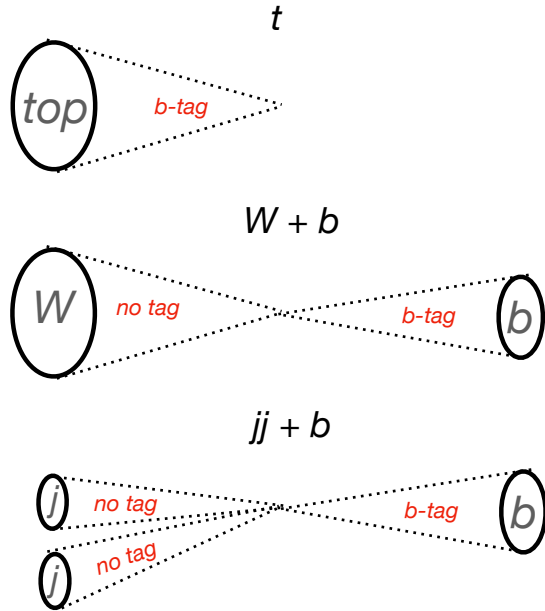 t
top
b-tag
W + b
W
no tag
b-tag
b
jj + b
j
no tag
b-tag
b
no tag
j